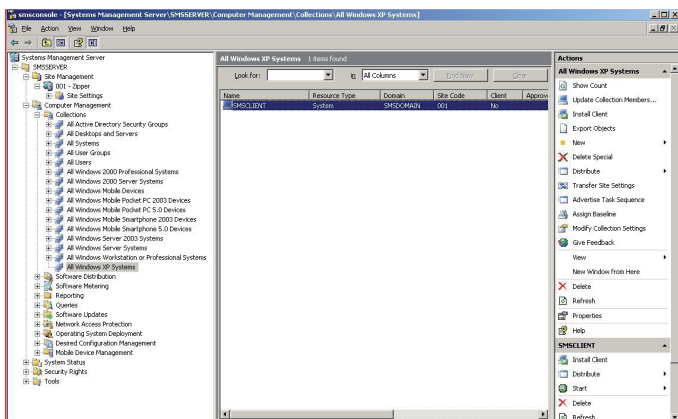 smsconsole - [Systems Management Server\SMSSERVER\Computer Management\Collections\All Windows XP Systems]
File Action View Window Help
Systems Management Server
SMSSERVER
Site Management
001 - Zipper
Site Settings
Computer Management
Collections
All Active Directory Security Groups
All Desktops and Servers
All Systems
All User Groups
All Users
All Windows 2000 Professional Systems
All Windows 2000 Server Systems
All Windows Mobile Devices
All Windows Mobile Pocket PC 2003 Devices
All Windows Mobile Pocket PC 5.0 Devices
All Windows Mobile Smartphone 2003 Devices
All Windows Mobile Smartphone 5.0 Devices
All Windows Server 2003 Systems
All Windows Server Systems
All Windows Workstation or Professional Systems
All Windows XP Systems
Software Distribution
Software Metering
Reporting
Queries
Software Updates
Network Access Protection
Operating System Deployment
Desired Configuration Management
Mobile Device Management
System Status
Security Rights
Tools
All Windows XP Systems 1 items found
Look for: in All Columns Find Now Clear
Name Resource Type Domain Site Code Client Approv
SMSCLIENT System SMSDOMAIN 001 No
Actions
All Windows XP Systems
Show Count
Update Collection Members...
Install Client
Export Objects
New
Delete Special
Distribute
Transfer Site Settings
Advertise Task Sequence
Assign Baseline
Modify Collection Settings
Give Feedback
View
New Window from Here
Delete
Refresh
Properties
Help
SMSCLIENT
Install Client
Distribute
Start
Delete
Refresh